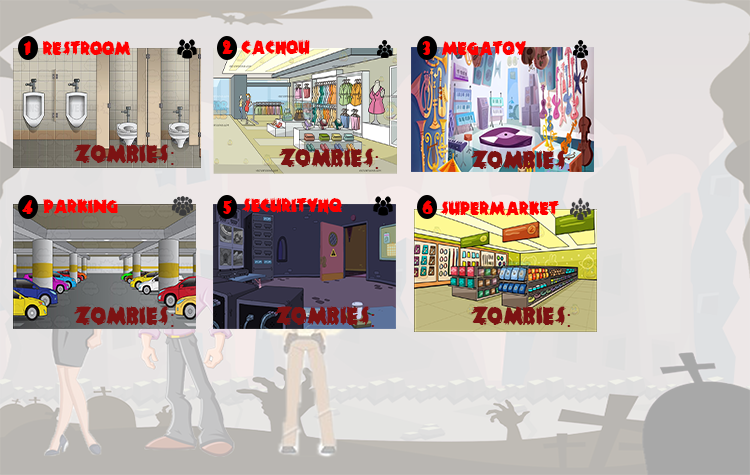 1 RESTROOM
ZOMBIES
2 CACHOU
ZOMBIES
3 MEGATOY
ZOMBIES
4 PARKING
ZOMBIES
5 SECURITYHQ
ZOMBIES
6 SUPERMARKET
ZOMBIES